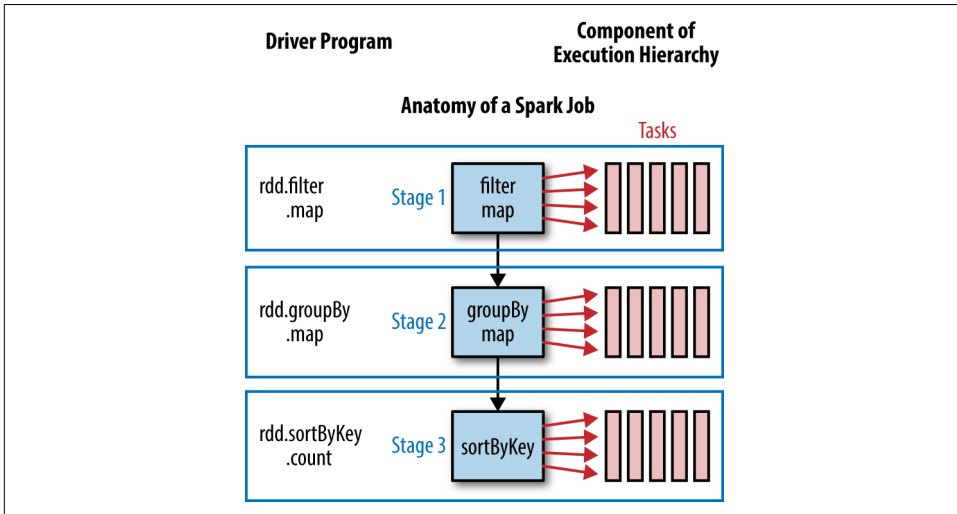 Driver Program
Component of
Execution Hierarchy
Anatomy of a Spark Job
Tasks
rdd.filter
.map
Stage 1
filter
map
rdd.groupBy
.map
Stage 2
groupBy
map
rdd.sortByKey
.count
Stage 3
sortByKey